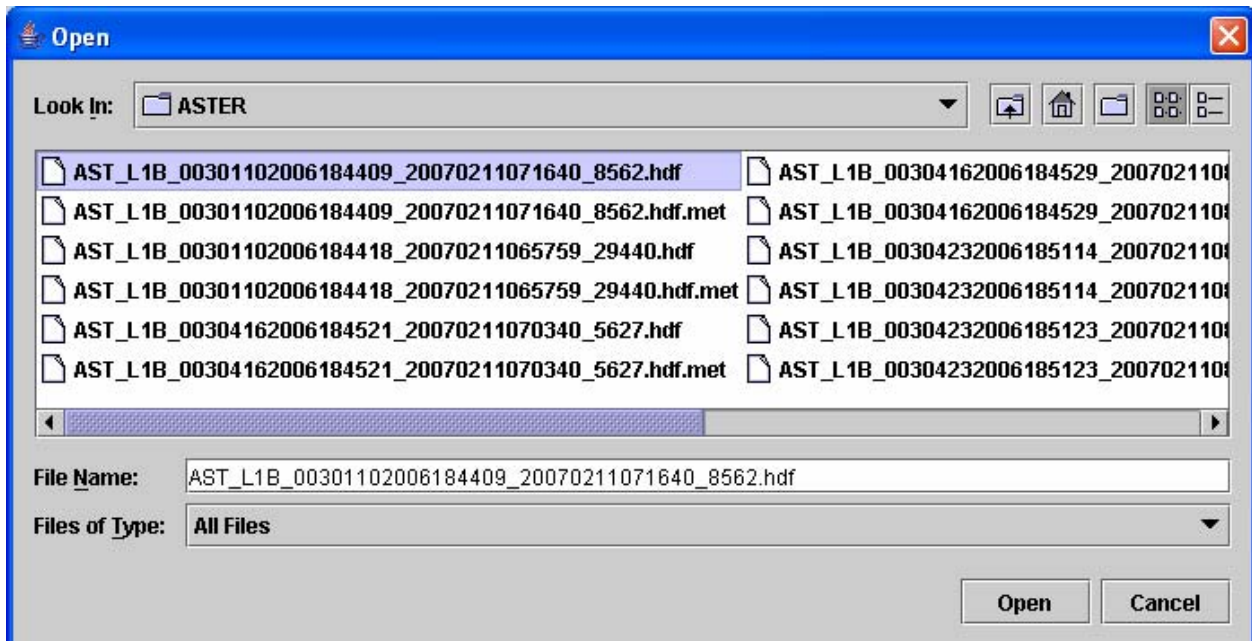 Open
Look In: ASTER
AST_L1B_00301102006184409_20070211071640_8562.hdf
AST_L1B_00301102006184409_20070211071640_8562.hdf.met
AST_L1B_00301102006184418_20070211065759_29440.hdf
AST_L1B_00301102006184418_20070211065759_29440.hdf.met
AST_L1B_00304162006184521_20070211070340_5627.hdf
AST_L1B_00304162006184521_20070211070340_5627.hdf.met
AST_L1B_00304162006184529_2007021108
AST_L1B_00304162006184529_2007021108
AST_L1B_00304232006185114_2007021108
AST_L1B_00304232006185114_2007021108
AST_L1B_00304232006185123_2007021108
AST_L1B_00304232006185123_2007021108
File Name: AST_L1B_00301102006184409_20070211071640_8562.hdf
Files of Type: All Files
Open Cancel